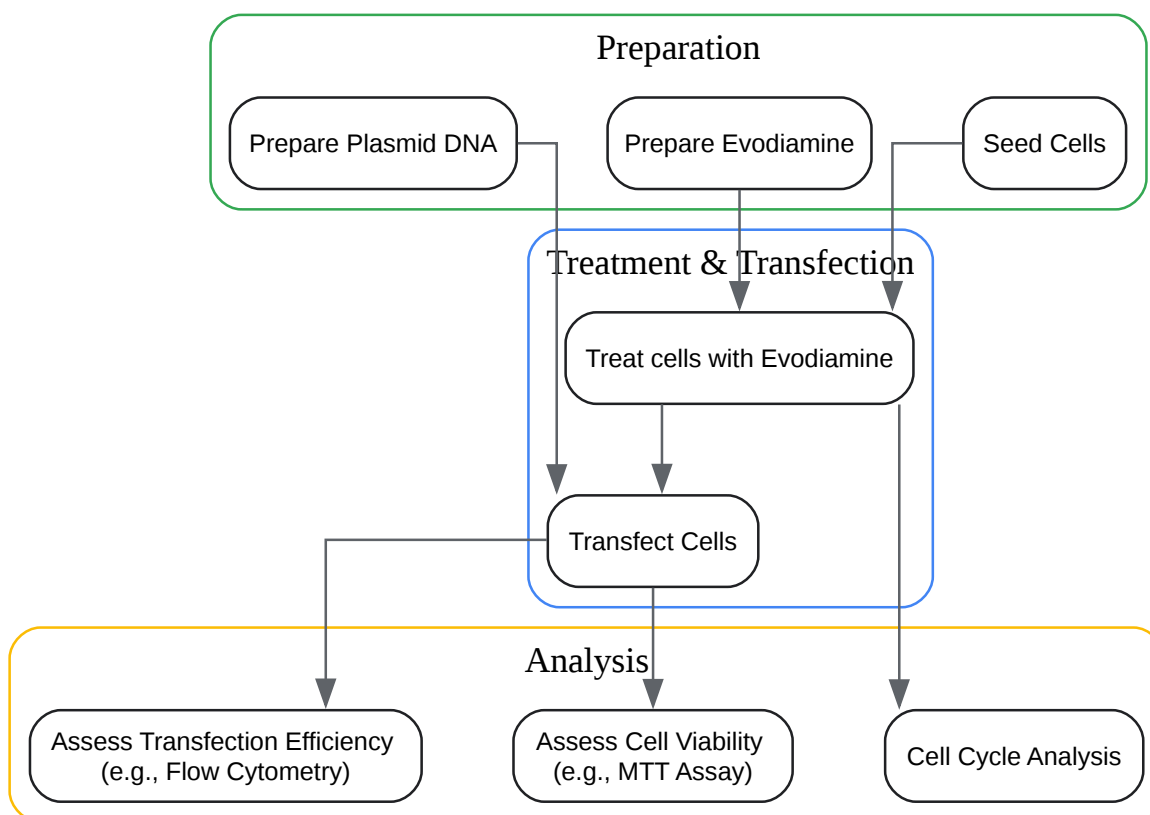 Preparation
Prepare Plasmid DNA
Prepare Evodiamine
Seed Cells
Treatment & Transfection
Treat cells with Evodiamine
Transfect Cells
Analysis
Assess Transfection Efficiency
(e.g., Flow Cytometry)
Assess Cell Viability
(e.g., MTT Assay)
Cell Cycle Analysis